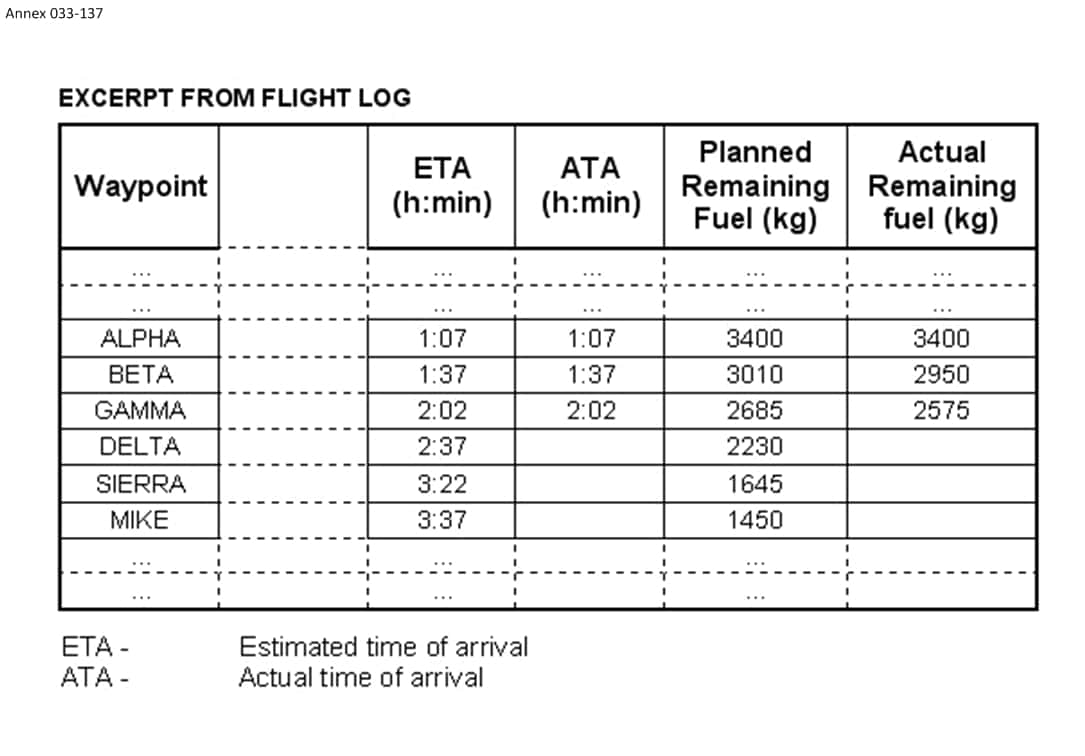 Annex 033-137
EXCERPT FROM FLIGHT LOG
Waypoint ETA (h:min) ATA (h:min) Planned Remaining Fuel (kg) Actual Remaining fuel (kg)
... ... ... ... ...
... ... ... ... ...
ALPHA 1:07 1:07 3400 3400
BETA 1:37 1:37 3010 2950
GAMMA 2:02 2:02 2685 2575
DELTA 2:37 2230
SIERRA 3:22 1645
MIKE 3:37 1450
... ... ...
... ... ...
ETA - Estimated time of arrival
ATA - Actual time of arrival